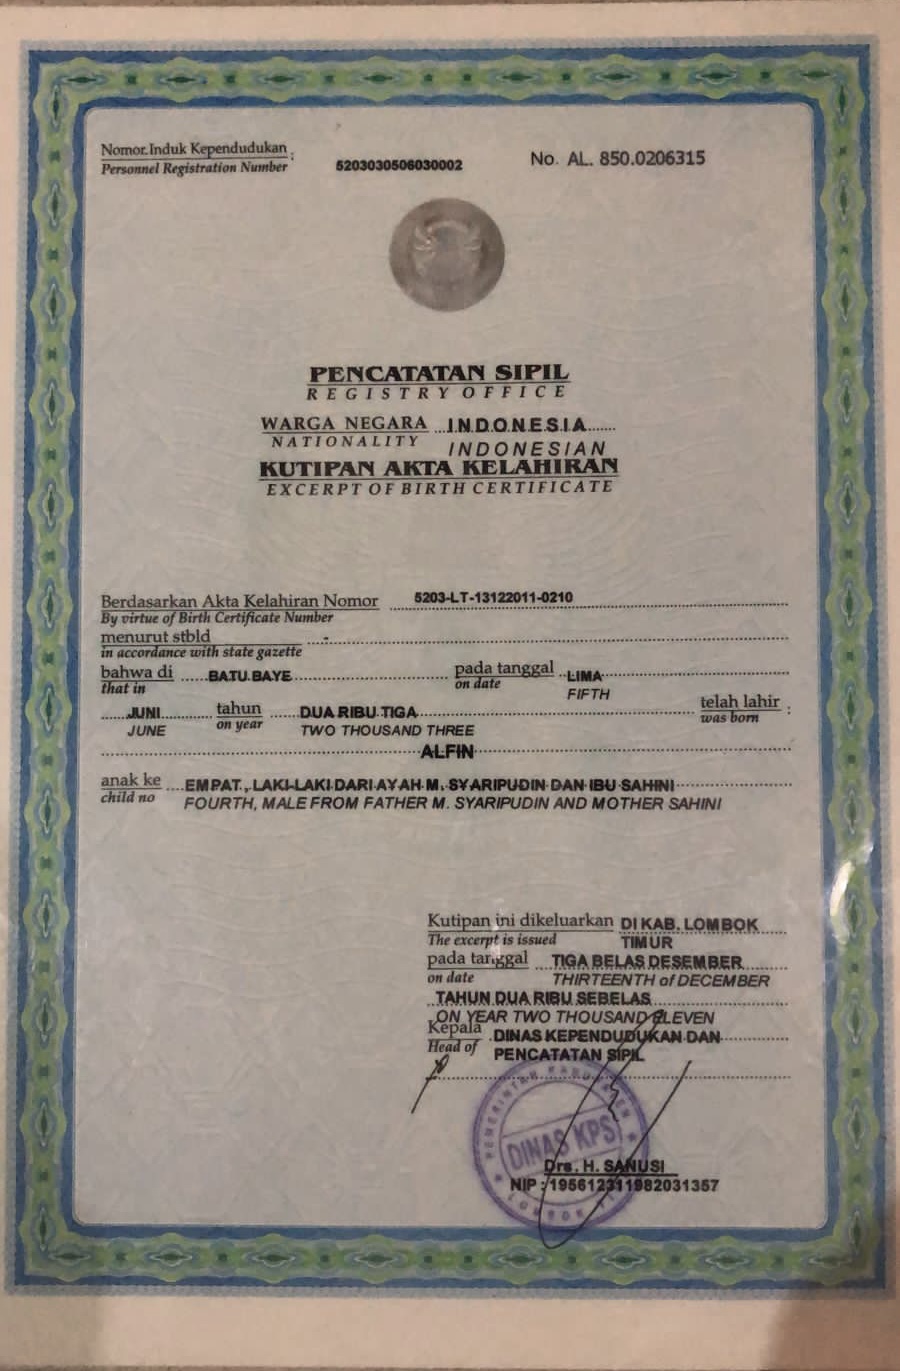 Nomor Induk Kependudukan :
Personnel Registration Number
5203030506030002
No. AL. 850.0206315
PENCATATAN SIPIL
REGISTRY OFFICE
WARGA NEGARA INDONESIA
NATIONALITY INDONESIAN
KUTIPAN AKTA KELAHIRAN
EXCERPT OF BIRTH CERTIFICATE
Berdasarkan Akta Kelahiran Nomor 5203-LT-13122011-0210
By virtue of Birth Certificate Number
menurut stbld -
in accordance with state gazette
bahwa di BATU BAYE pada tanggal LIMA
that in on date FIFTH
JUNI tahun DUA RIBU TIGA telah lahir :
JUNE on year TWO THOUSAND THREE was born
ALFIN
anak ke EMPAT, LAKI-LAKI DARI AYAH M. SYARIPUDIN DAN IBU SAHINI
child no FOURTH, MALE FROM FATHER M. SYARIPUDIN AND MOTHER SAHINI
Kutipan ini dikeluarkan DI KAB. LOMBOK
The excerpt is issued TIMUR
pada tanggal TIGA BELAS DESEMBER
on date THIRTEENTH of DECEMBER
TAHUN DUA RIBU SEBELAS
ON YEAR TWO THOUSAND ELEVEN
Kepala DINAS KEPENDUDUKAN DAN
Head of PENCATATAN SIPIL
PEMERINTAH KABUPATEN
DINAS KPS
LOMBOK
Drs. H. SANUSI
NIP : 195612311982031357